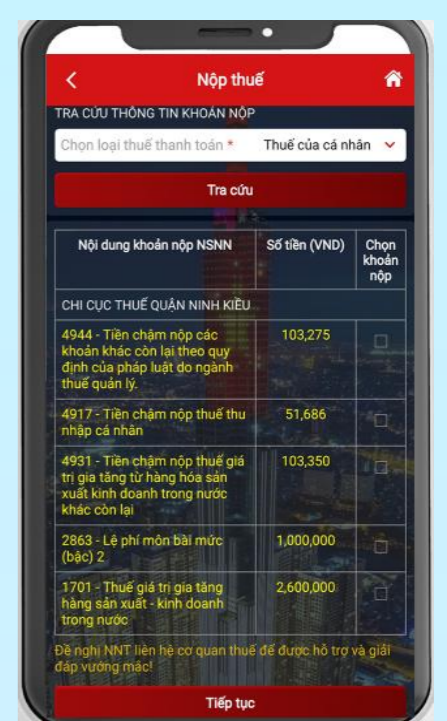 Nộp thuế
TRA CỨU THÔNG TIN KHOẢN NỘP
Chọn loại thuế thanh toán * Thuế của cá nhân
Tra cứu
Nội dung khoản nộp NSNN Số tiền (VND) Chọn
khoản
nộp
CHI CỤC THUẾ QUẬN NINH KIỀU
4944 - Tiền chậm nộp các 103,275
khoản khác còn lại theo quy
định của pháp luật do ngành
thuế quản lý.
4917 - Tiền chậm nộp thuế thu 51,686
nhập cá nhân
4931 - Tiền chậm nộp thuế giá 103,350
trị gia tăng từ hàng hóa sản
xuất kinh doanh trong nước
khác còn lại
2863 - Lệ phí môn bài mức 1,000,000
(bậc) 2
1701 - Thuế giá trị gia tăng 2,600,000
hàng sản xuất - kinh doanh
trong nước
Đề nghị NNT liên hệ cơ quan thuế để được hỗ trợ và giải
đáp vướng mắc!
Tiếp tục